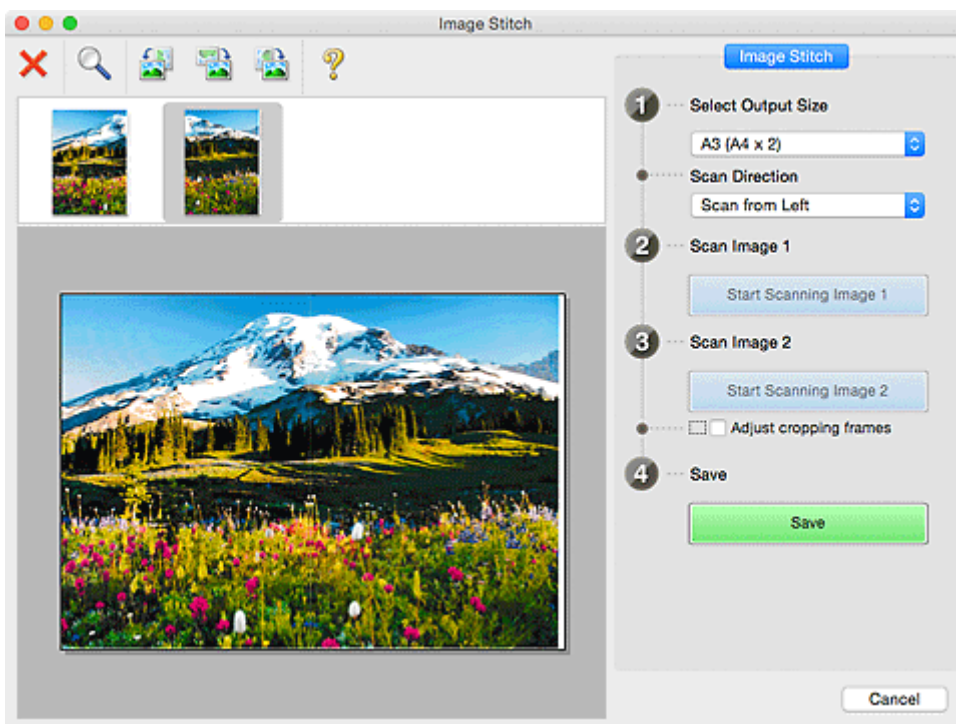 Image Stitch
Image Stitch
1 Select Output Size
A3 (A4 x 2)
Scan Direction
Scan from Left
2 Scan Image 1
Start Scanning Image 1
3 Scan Image 2
Start Scanning Image 2
Adjust cropping frames
4 Save
Save
Cancel